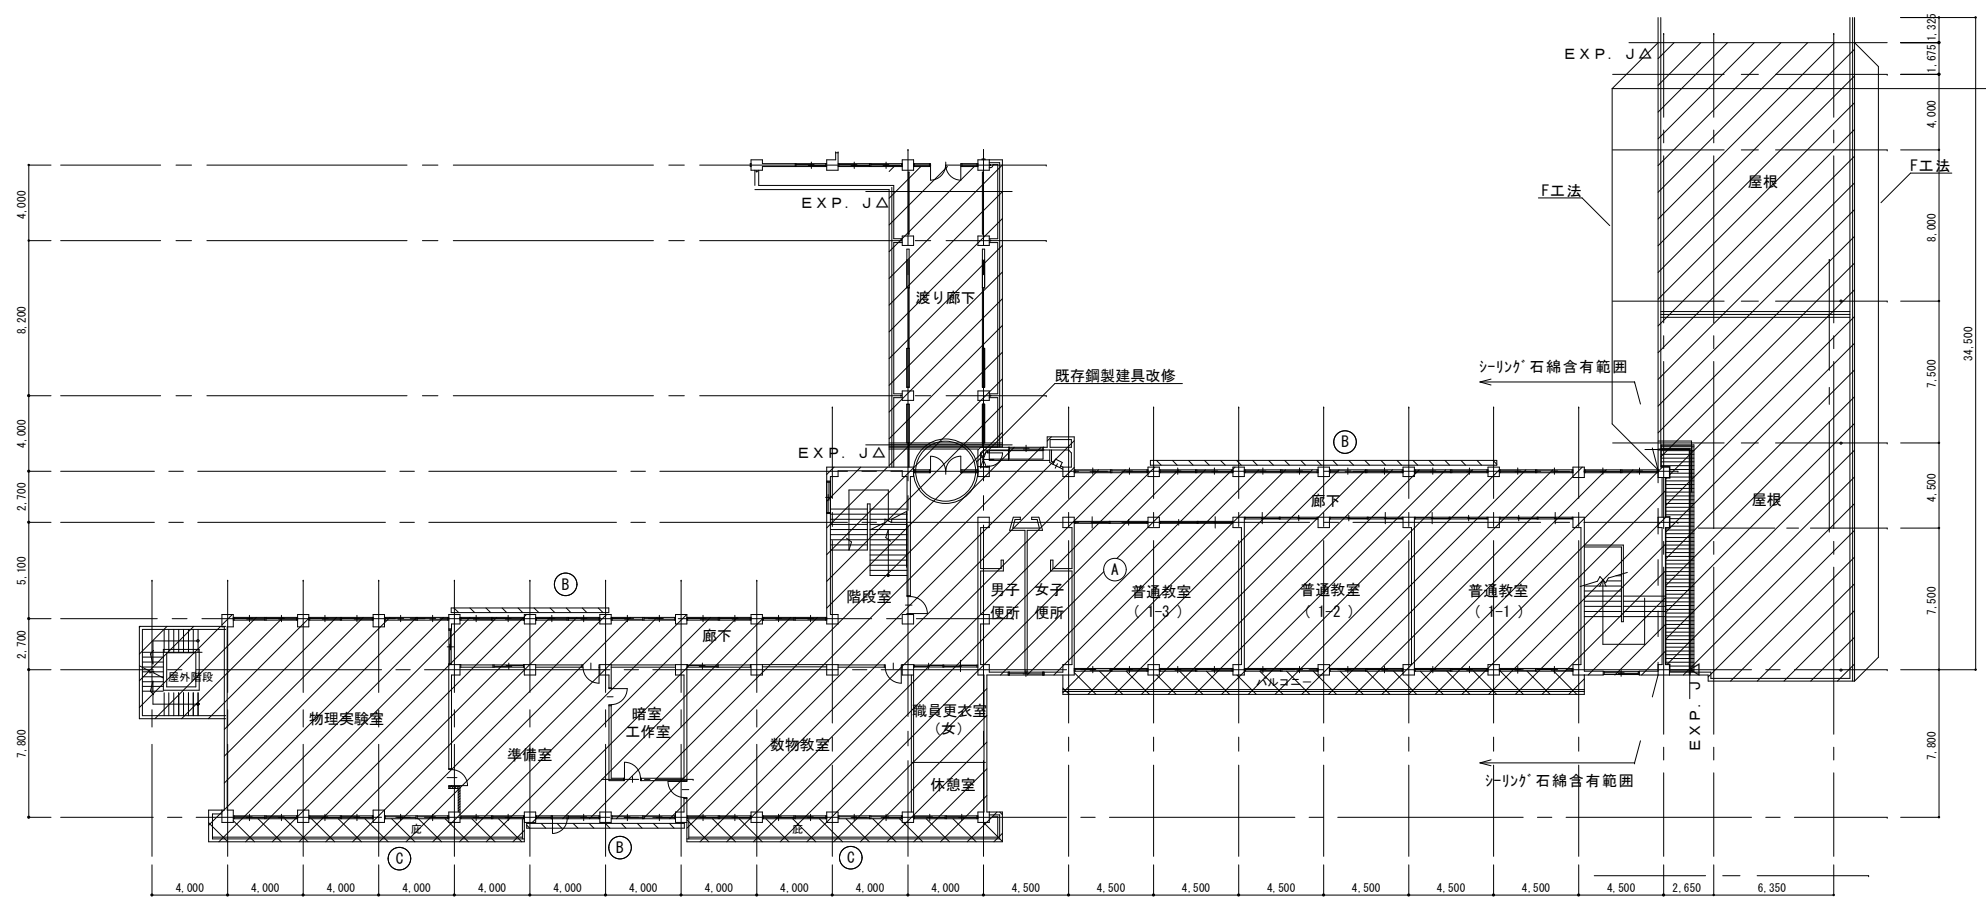 EXP. J△
1,325
1,675
4,000
8,000
7,500
4,500
7,500
7,800
34,500
F工法
F工法
屋根
屋根
4,000
8,200
4,000
2,700
5,100
2,700
7,800
EXP. J△
渡り廊下
既存鋼製建具改修
EXP. J△
ｼｰﾘﾝｸﾞ石綿含有範囲
B
廊下
A
階段室
男子
便所
女子
便所
普通教室
(1-3)
普通教室
(1-2)
普通教室
(1-1)
バルコニー
B
廊下
屋外階段
物理実験室
準備室
暗室
工作室
数物教室
職員更衣室
(女)
休憩室
EXP. J△
ｼｰﾘﾝｸﾞ石綿含有範囲
庇
庇
C
B
C
4,000
4,000
4,000
4,000
4,000
4,000
4,000
4,000
4,000
4,000
4,000
4,500
4,500
4,500
4,500
4,500
4,500
4,500
4,500
2,650
6,350